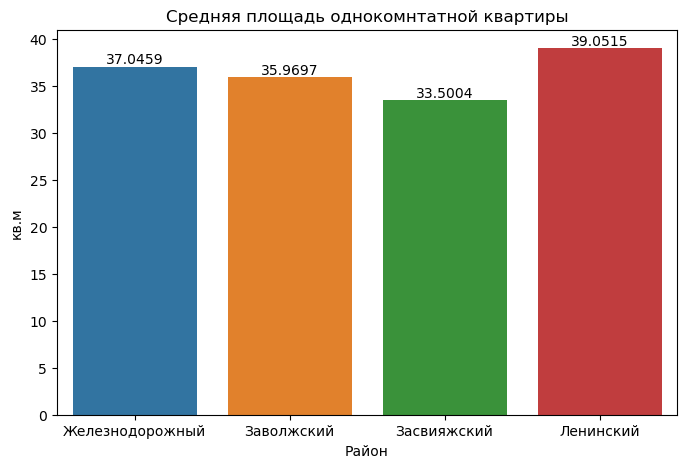 Средняя площадь однокомнтатной квартиры
40
35
30
25
20
15
10
5
0
кв.м
37.0459
35.9697
33.5004
39.0515
Железнодорожный
Заволжский
Засвияжский
Ленинский
Район